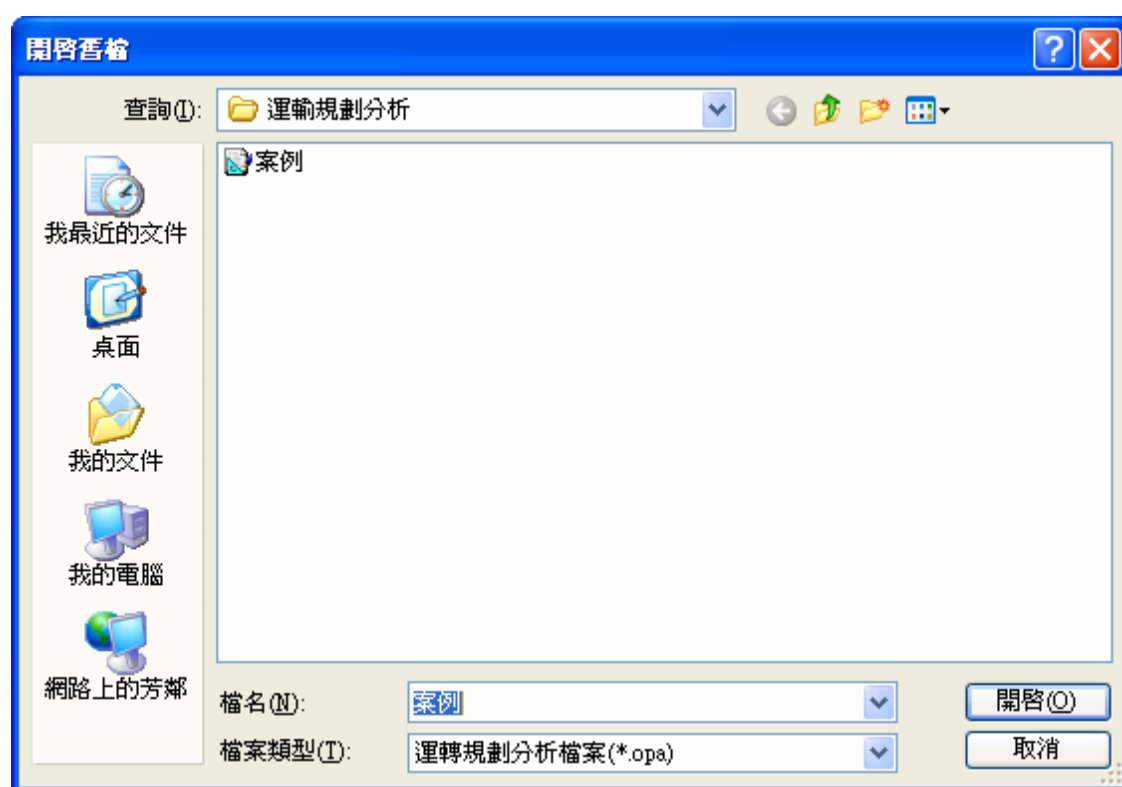 開啓舊檔
查詢(I):
運輸規劃分析
案例
我最近的文件
桌面
我的文件
我的電腦
網路上的芳鄰
檔名(N):
案例
開啓(O)
檔案類型(T):
運轉規劃分析檔案(*.opa)
取消